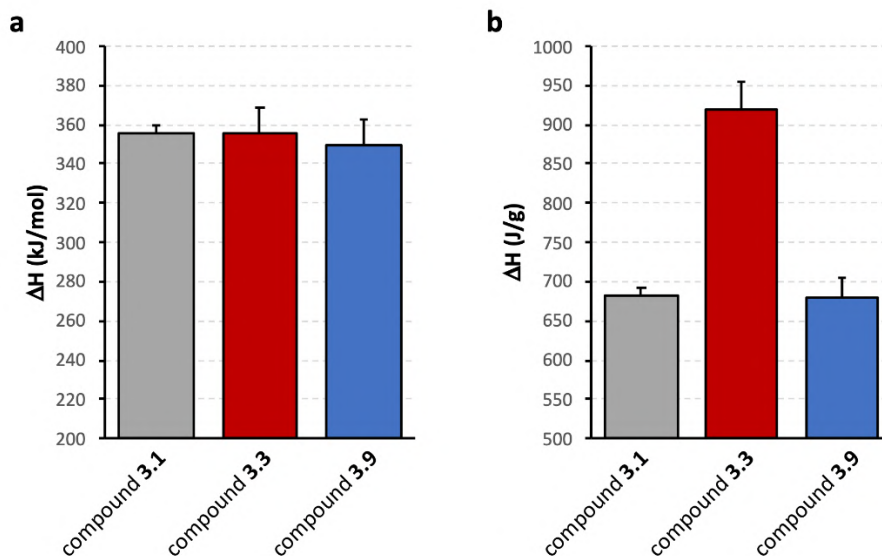 a
400
380
360
340
320
300
280
260
240
220
200
ΔH (kJ/mol)
compound 3.1
compound 3.3
compound 3.9
b
1000
950
900
850
800
750
700
650
600
550
500
ΔH (J/g)
compound 3.1
compound 3.3
compound 3.9